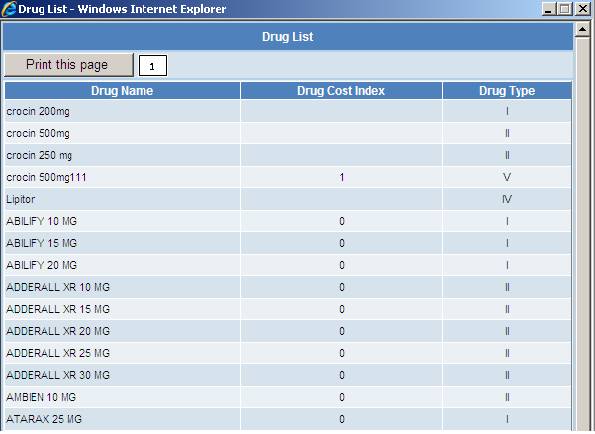 Drug List - Windows Internet Explorer
Drug List
Print this page 1
Drug Name Drug Cost Index Drug Type
crocin 200mg I
crocin 500mg II
crocin 250 mg II
crocin 500mg111 1 V
Lipitor IV
ABILIFY 10 MG 0 I
ABILIFY 15 MG 0 I
ABILIFY 20 MG 0 I
ADDERALL XR 10 MG 0 II
ADDERALL XR 15 MG 0 II
ADDERALL XR 20 MG 0 II
ADDERALL XR 25 MG 0 II
ADDERALL XR 30 MG 0 II
AMBIEN 10 MG 0 II
ATARAX 25 MG 0 I